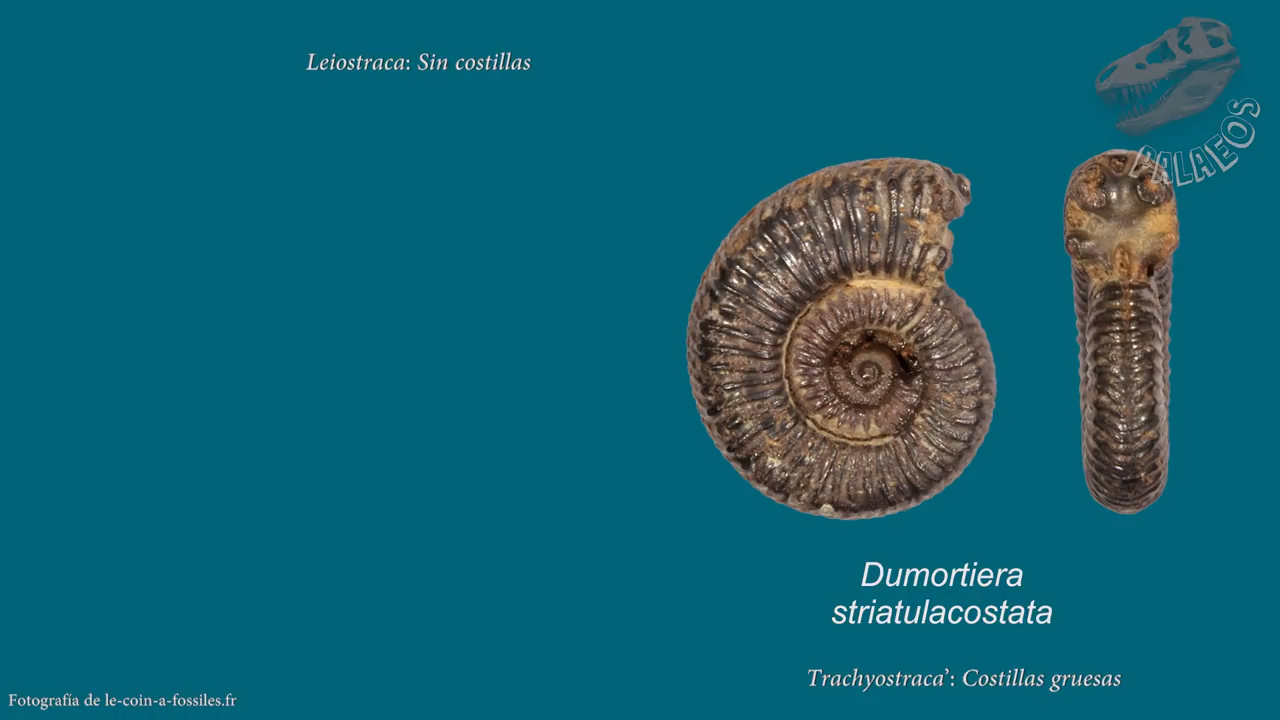 Leiostraca: Sin costillas
PALAEOS
Dumortiera
striatulacostata
Trachyostraca’: Costillas gruesas
Fotografía de le-coin-a-fossiles.fr